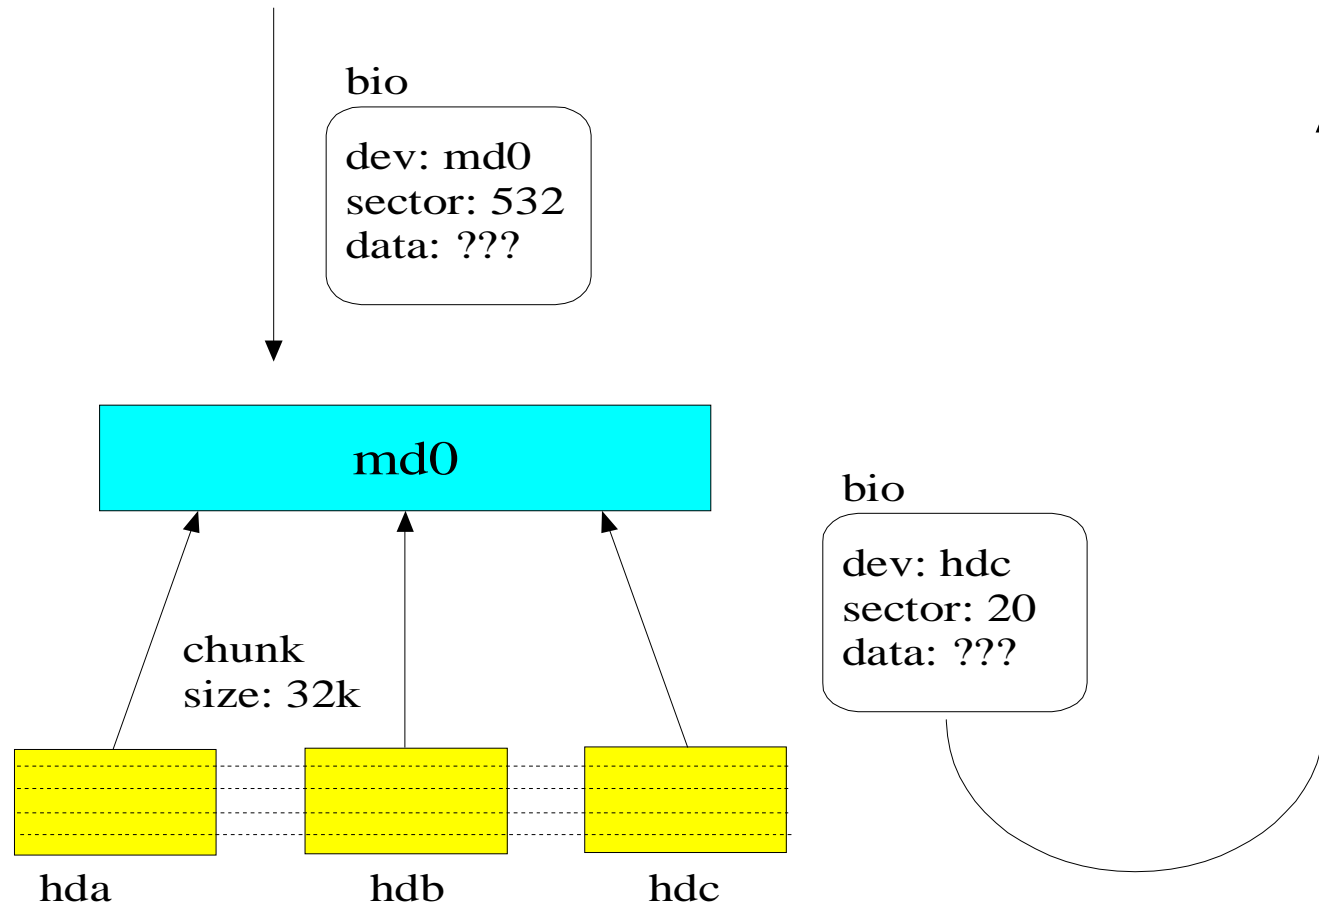 bio
dev: md0
sector: 532
data: ???
md0
bio
dev: hdc
sector: 20
data: ???
chunk
size: 32k
hda
hdb
hdc